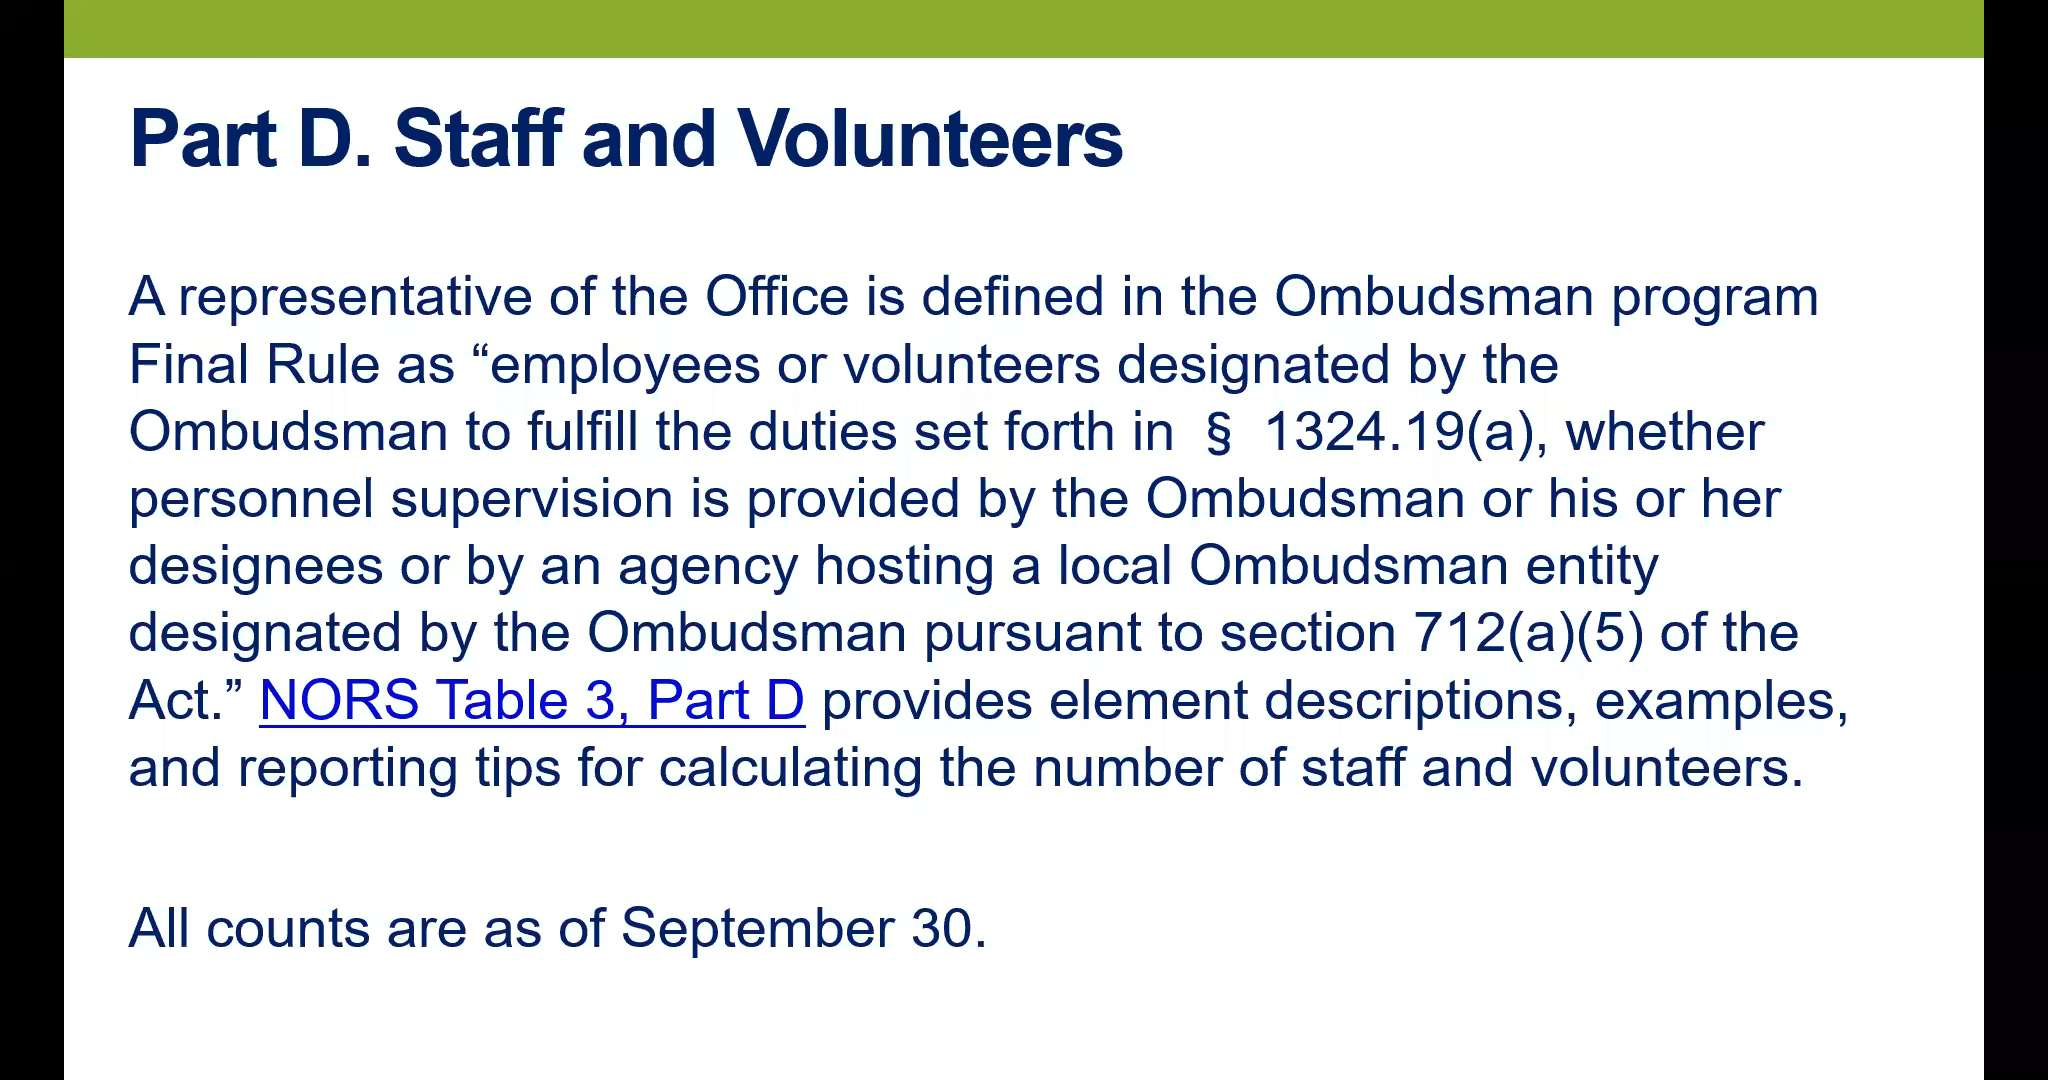 Part D. Staff and Volunteers
A representative of the Office is defined in the Ombudsman program
Final Rule as “employees or volunteers designated by the
Ombudsman to fulfill the duties set forth in § 1324.19(a), whether
personnel supervision is provided by the Ombudsman or his or her
designees or by an agency hosting a local Ombudsman entity
designated by the Ombudsman pursuant to section 712(a)(5) of the
Act.” NORS Table 3, Part D provides element descriptions, examples,
and reporting tips for calculating the number of staff and volunteers.
All counts are as of September 30.